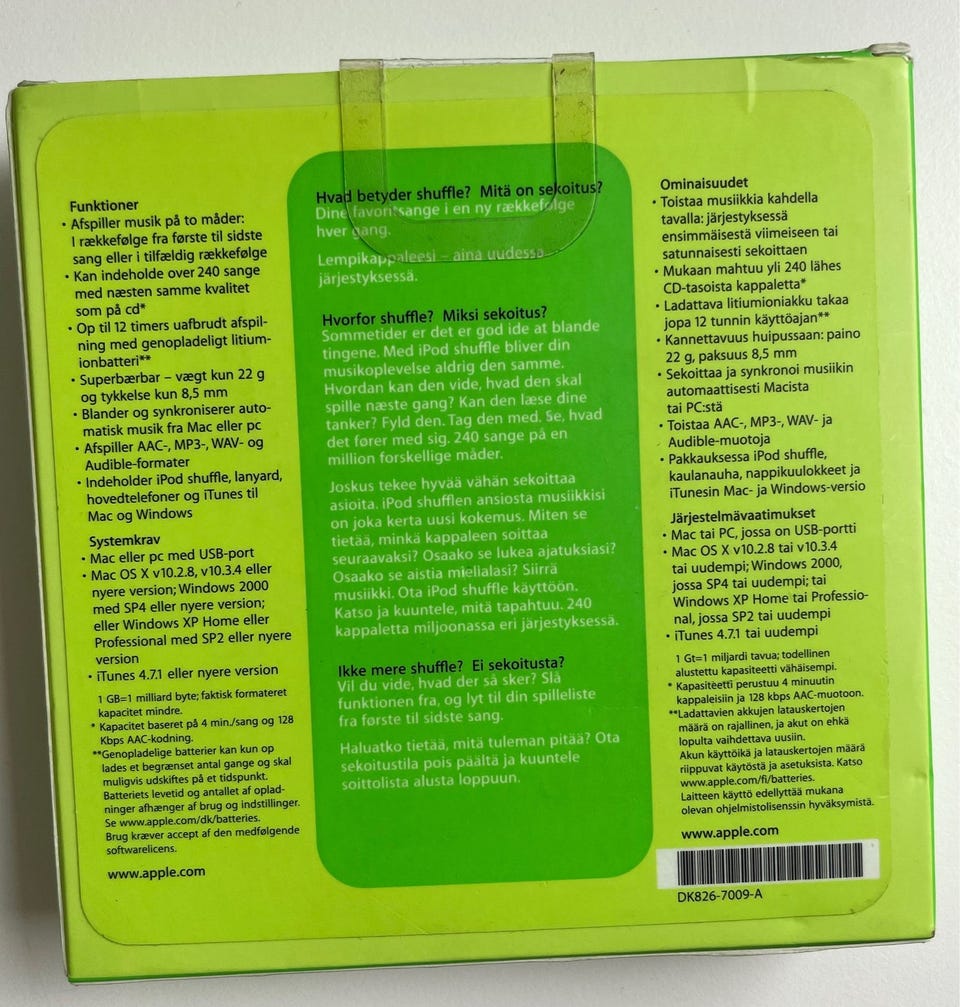 Funktioner
• Afspiller musik på to måder:
I rækkefølge fra første til sidste
sang eller i tilfældig rækkefølge
• Kan indeholde over 240 sange
med næsten samme kvalitet
som på cd*
• Op til 12 timers uafbrudt afspil-
ning med genopladeligt litium-
ionbatteri**
• Superbærbar – vægt kun 22 g
og tykkelse kun 8,5 mm
• Blander og synkroniserer auto-
matisk musik fra Mac eller pc
• Afspiller AAC-, MP3-, WAV- og
Audible-formater
• Indeholder iPod shuffle, lanyard,
hovedtelefoner og iTunes til
Mac og Windows
Systemkrav
• Mac eller pc med USB-port
• Mac OS X v10.2.8, v10.3.4 eller
nyere version; Windows 2000
med SP4 eller nyere version;
eller Windows XP Home eller
Professional med SP2 eller nyere
version
• iTunes 4.7.1 eller nyere version
1 GB=1 milliard byte; faktisk formateret
kapacitet mindre.
* Kapacitet baseret på 4 min./sang og 128
Kbps AAC-kodning.
**Genopladelige batterier kan kun op
lades et begrænset antal gange og skal
muligvis udskiftes på et tidspunkt.
Batteriets levetid og antallet af oplad-
ninger afhænger af brug og indstillinger.
Se www.apple.com/dk/batteries.
Brug kræver accept af den medfølgende
softwarelicens.
www.apple.com
Hvad betyder shuffle? Mitä on sekoitus?
Dine favoritsange i en ny rækkefølge
hver gang.
Lempikappaleesi – aina uudessa
järjestyksessä.
Hvorfor shuffle? Miksi sekoitus?
Sommetider er det er god ide at blande
tingene. Med iPod shuffle bliver din
musikoplevelse aldrig den samme.
Hvordan kan den vide, hvad den skal
spille næste gang? Kan den læse dine
tanker? Fyld den. Tag den med. Se, hvad
det fører med sig. 240 sange på en
million forskellige måder.
Joskus tekee hyvää vähän sekoittaa
asioita. iPod shufflen ansiosta musiikkisi
on joka kerta uusi kokemus. Miten se
tietää, minkä kappaleen soittaa
seuraavaksi? Osaako se lukea ajatuksiasi?
Osaako se aistia mielialasi? Siirrä
musiikki. Ota iPod shuffle käyttöön.
Katso ja kuuntele, mitä tapahtuu. 240
kappaletta miljoonassa eri järjestyksessä.
Ikke mere shuffle? Ei sekoitusta?
Vil du vide, hvad der så sker? Slå
funktionen fra, og lyt til din spilleliste
fra første til sidste sang.
Haluatko tietää, mitä tuleman pitää? Ota
sekoitustila pois päältä ja kuuntele
soittolista alusta loppuun.
Ominaisuudet
• Toistaa musiikkia kahdella
tavalla: järjestyksessä
ensimmäisestä viimeiseen tai
satunnaisesti sekoittaen
• Mukaan mahtuu yli 240 lähes
CD-tasoista kappaletta*
• Ladattava litiumioniakku takaa
jopa 12 tunnin käyttöajan**
• Kannettavuus huipussaan: paino
22 g, paksuus 8,5 mm
• Sekoittaa ja synkronoi musiikin
automaattisesti Macista
tai PC:stä
• Toistaa AAC-, MP3-, WAV- ja
Audible-muotoja
• Pakkauksessa iPod shuffle,
kaulanauha, nappikuulokkeet ja
iTunesin Mac- ja Windows-versio
Järjestelmävaatimukset
• Mac tai PC, jossa on USB-portti
• Mac OS X v10.2.8 tai v10.3.4
tai uudempi; Windows 2000,
jossa SP4 tai uudempi; tai
Windows XP Home tai Professio-
nal, jossa SP2 tai uudempi
• iTunes 4.7.1 tai uudempi
1 Gt=1 miljardi tavua; todellinen
alustettu kapasiteetti vähäisempi.
* Kapasiteetti perustuu 4 minuutin
kappaleisiin ja 128 kbps AAC-muotoon.
**Ladattavien akkujen latauskertojen
määrä on rajallinen, ja akut on ehkä
lopulta vaihdettava uusiin.
Akun käyttöikä ja latauskertojen määrä
riippuvat käytöstä ja asetuksista. Katso
www.apple.com/fi/batteries.
Laitteen käyttö edellyttää mukana
olevan ohjelmistolisenssin hyväksymistä.
www.apple.com
DK826-7009-A